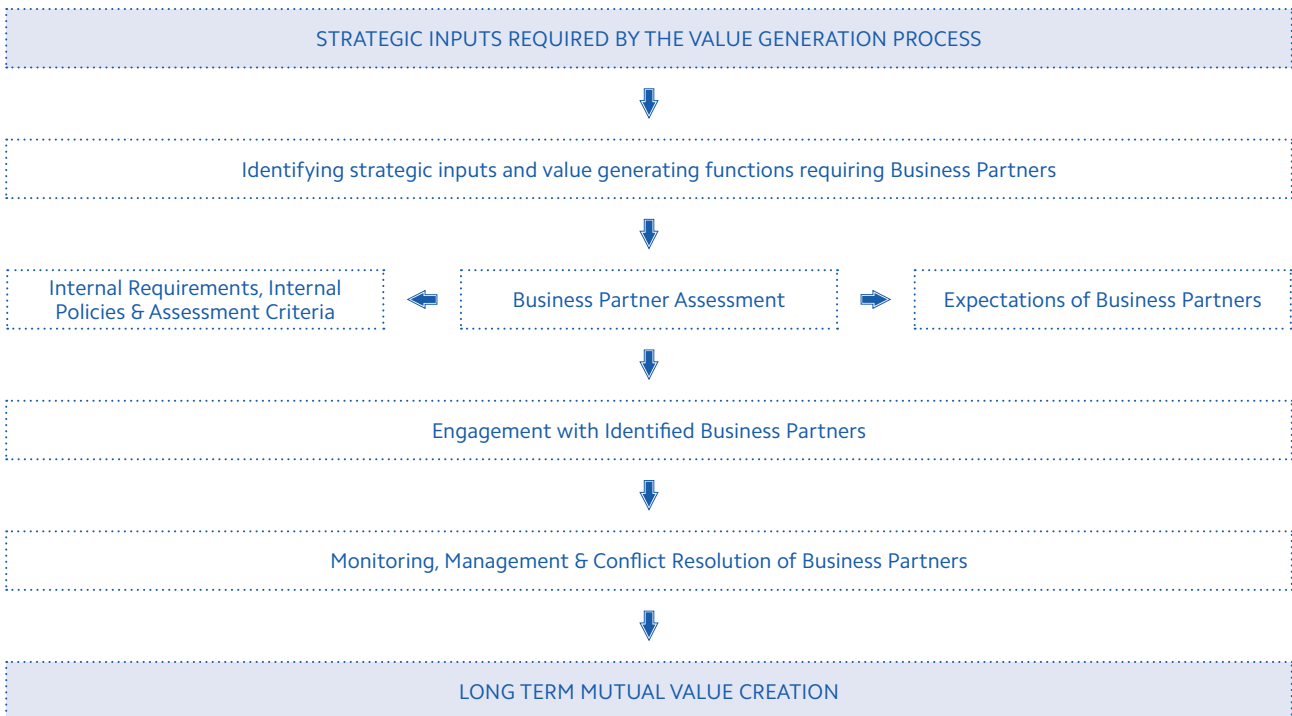 STRATEGIC INPUTS REQUIRED BY THE VALUE GENERATION PROCESS
Identifying strategic inputs and value generating functions requiring Business Partners
Internal Requirements, Internal
Policies & Assessment Criteria
Business Partner Assessment
Expectations of Business Partners
Engagement with Identified Business Partners
Monitoring, Management & Conflict Resolution of Business Partners
LONG TERM MUTUAL VALUE CREATION